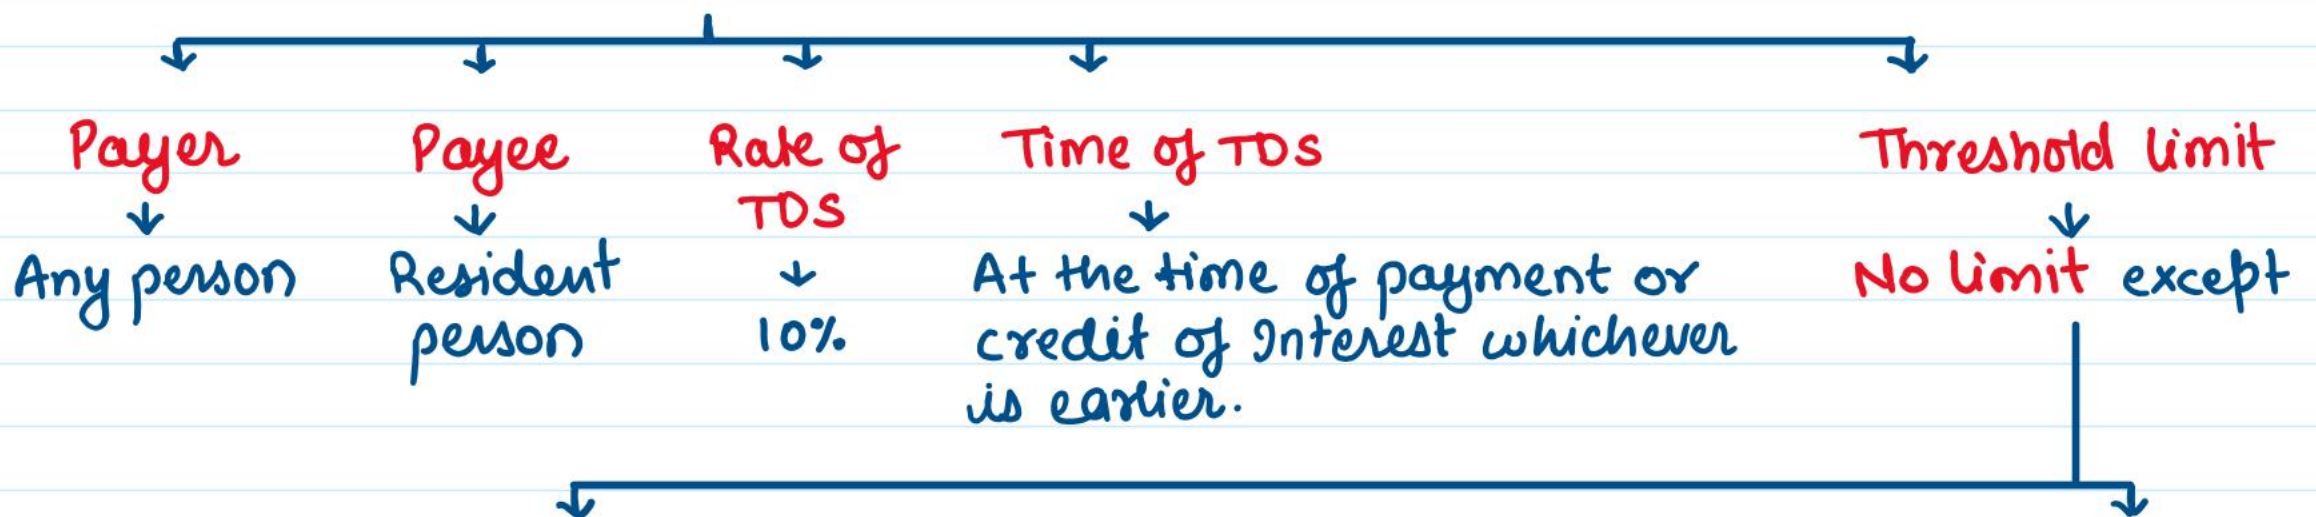 Payer
Payee
Rate of
TDS
Time of TDS
Threshold limit
Any person
Resident
person
10%
At the time of payment or
credit of Interest whichever
is earlier.
No limit except